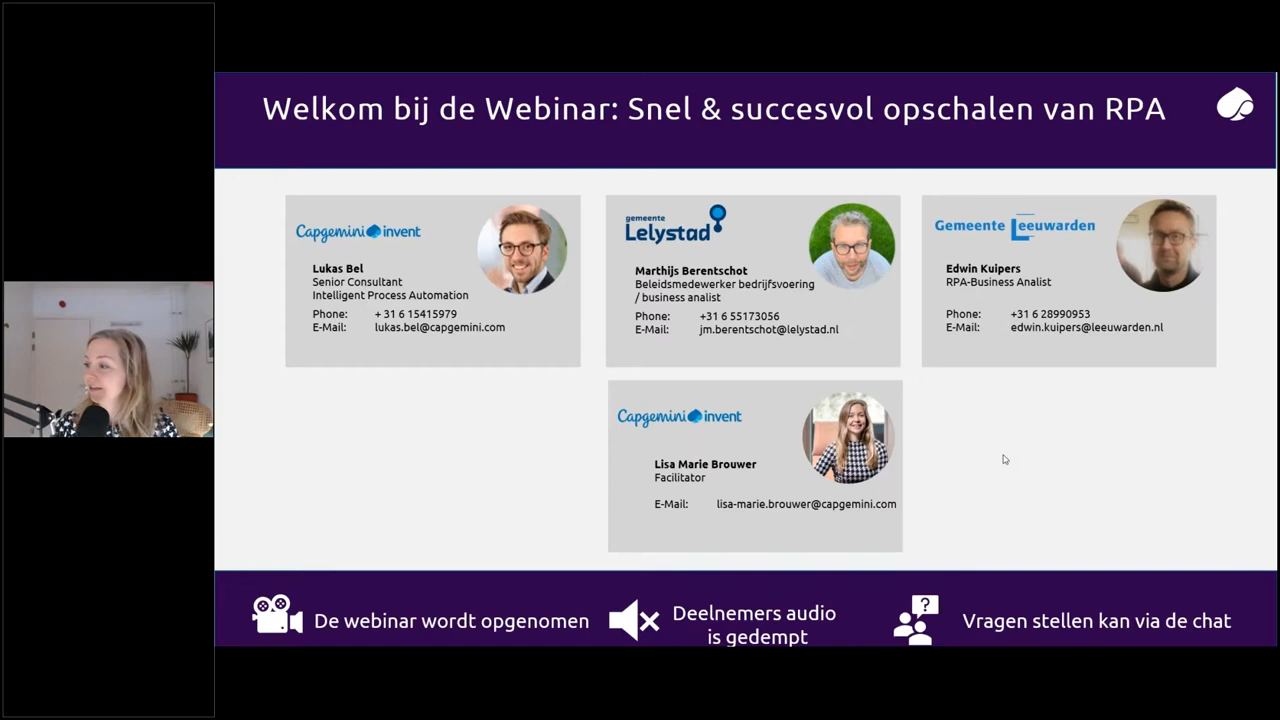 Welkom bij de Webinar: Snel & succesvol opschalen van RPA
Capgemini invent
Lukas Bel
Senior Consultant
Intelligent Process Automation
Phone: + 31 6 15415979
E-Mail: lukas.bel@capgemini.com
gemeente
Lelystad
Marthijs Berentschot
Beleidsmedewerker bedrijfsvoering
/ business analist
Phone: +31 6 55173056
E-Mail: jm.berentschot@lelystad.nl
Gemeente Leeuwarden
Edwin Kuipers
RPA-Business Analist
Phone: +31 6 28990953
E-Mail: edwin.kuipers@leeuwarden.nl
Capgemini invent
Lisa Marie Brouwer
Facilitator
E-Mail: lisa-marie.brouwer@capgemini.com
De webinar wordt opgenomen
Deelnemers audio
is gedempt
?
Vragen stellen kan via de chat